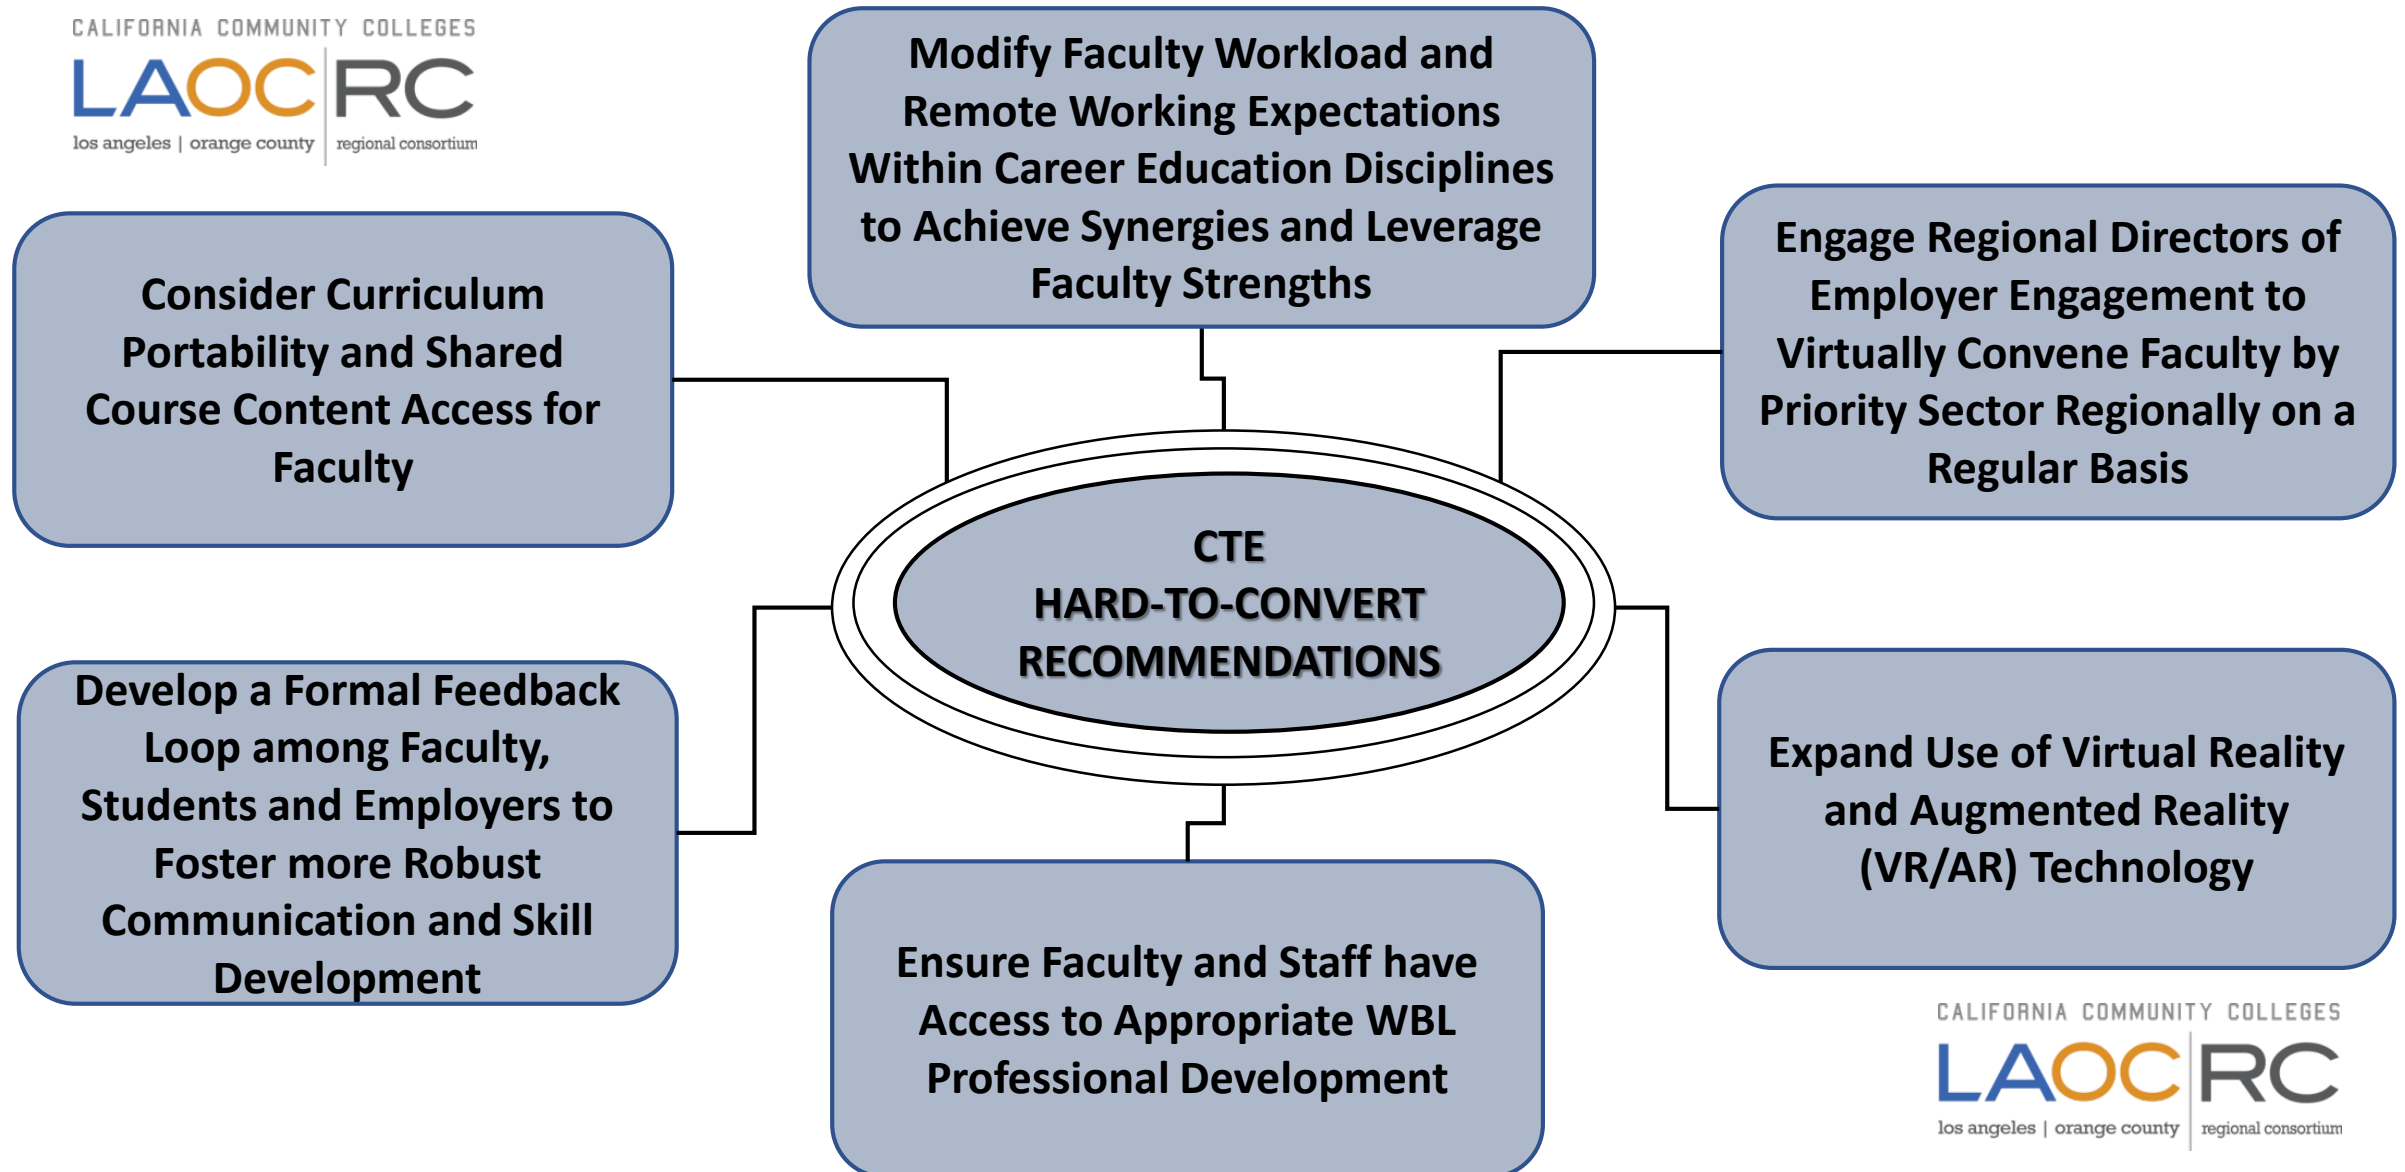 CALIFORNIA COMMUNITY COLLEGES
LAOC RC
los angeles | orange county regional consortium
Modify Faculty Workload and
Remote Working Expectations
Within Career Education Disciplines
to Achieve Synergies and Leverage
Faculty Strengths
Consider Curriculum
Portability and Shared
Course Content Access for
Faculty
Engage Regional Directors of
Employer Engagement to
Virtually Convene Faculty by
Priority Sector Regionally on a
Regular Basis
CTE
HARD-TO-CONVERT
RECOMMENDATIONS
Develop a Formal Feedback
Loop among Faculty,
Students and Employers to
Foster more Robust
Communication and Skill
Development
Expand Use of Virtual Reality
and Augmented Reality
(VR/AR) Technology
Ensure Faculty and Staff have
Access to Appropriate WBL
Professional Development
CALIFORNIA COMMUNITY COLLEGES
LAOC RC
los angeles | orange county regional consortium